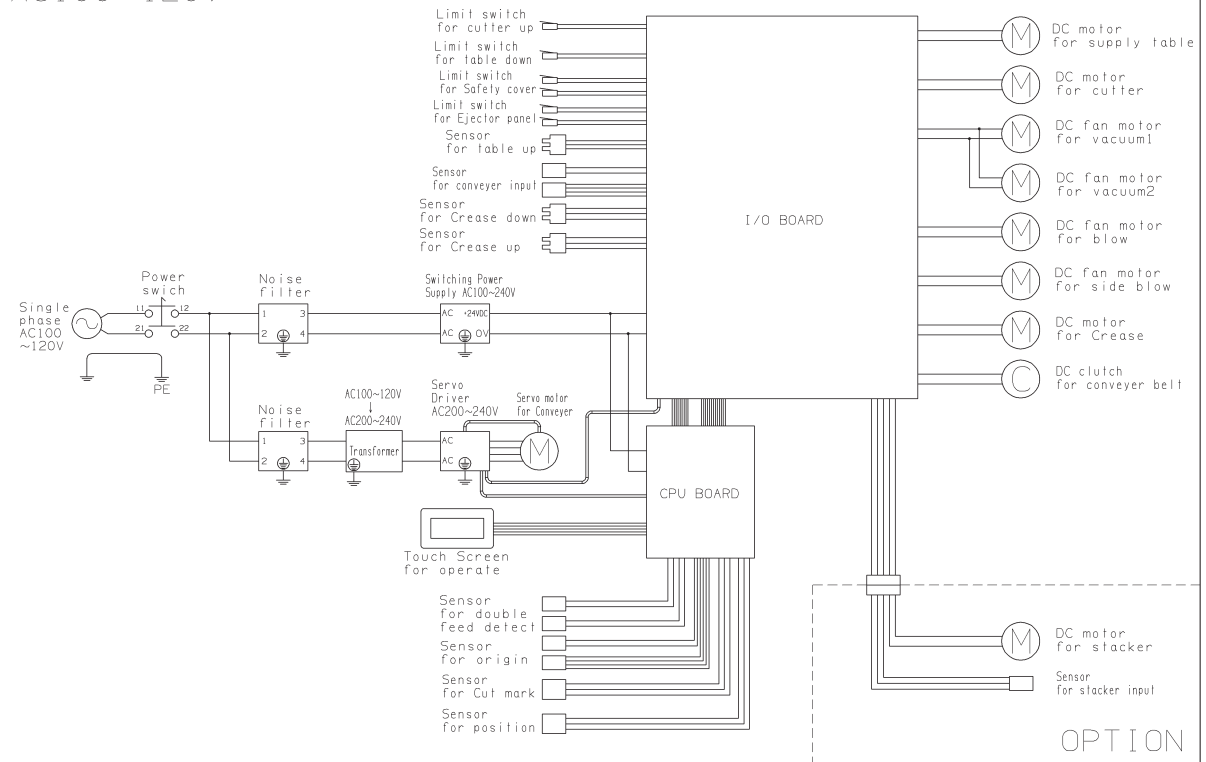 Limit switch
for cutter up
Limit switch
for table down
Limit switch
for Safety cover
Limit switch
for Ejector panel
Sensor
for table up
Sensor
for conveyer input
Sensor
for Crease down
Sensor
for Crease up
I/O BOARD
DC motor
for supply table
DC motor
for cutter
DC fan motor
for vacuum1
DC fan motor
for vacuum2
DC fan motor
for blow
DC fan motor
for side blow
DC motor
for Crease
DC clutch
for conveyer belt
M
M
M
M
M
M
M
C
Single
phase
AC100
~120V
Power
swich
11 12
21 22
PE
Noise
filter
1 3
2 4
Switching Power
Supply AC100~240V
AC +24VDC
AC 0V
Noise
filter
1 3
2 4
AC100~120V
↓
AC200~240V
Transformer
Servo
Driver
AC200~240V
AC
AC
Servo motor
for Conveyer
M
CPU BOARD
Touch Screen
for operate
Sensor
for double
feed detect
Sensor
for origin
Sensor
for Cut mark
Sensor
for position
M
DC motor
for stacker
Sensor
for stacker input
OPTION